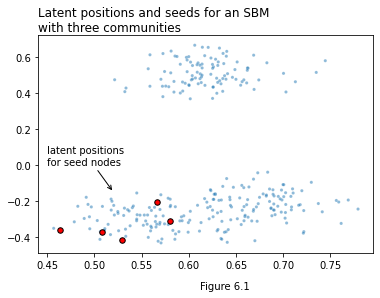 Latent positions and seeds for an SBM
with three communities
0.6
0.4
0.2
latent positions
for seed nodes
0.0
−0.2
−0.4
0.45 0.50 0.55 0.60 0.65 0.70 0.75
Figure 6.1